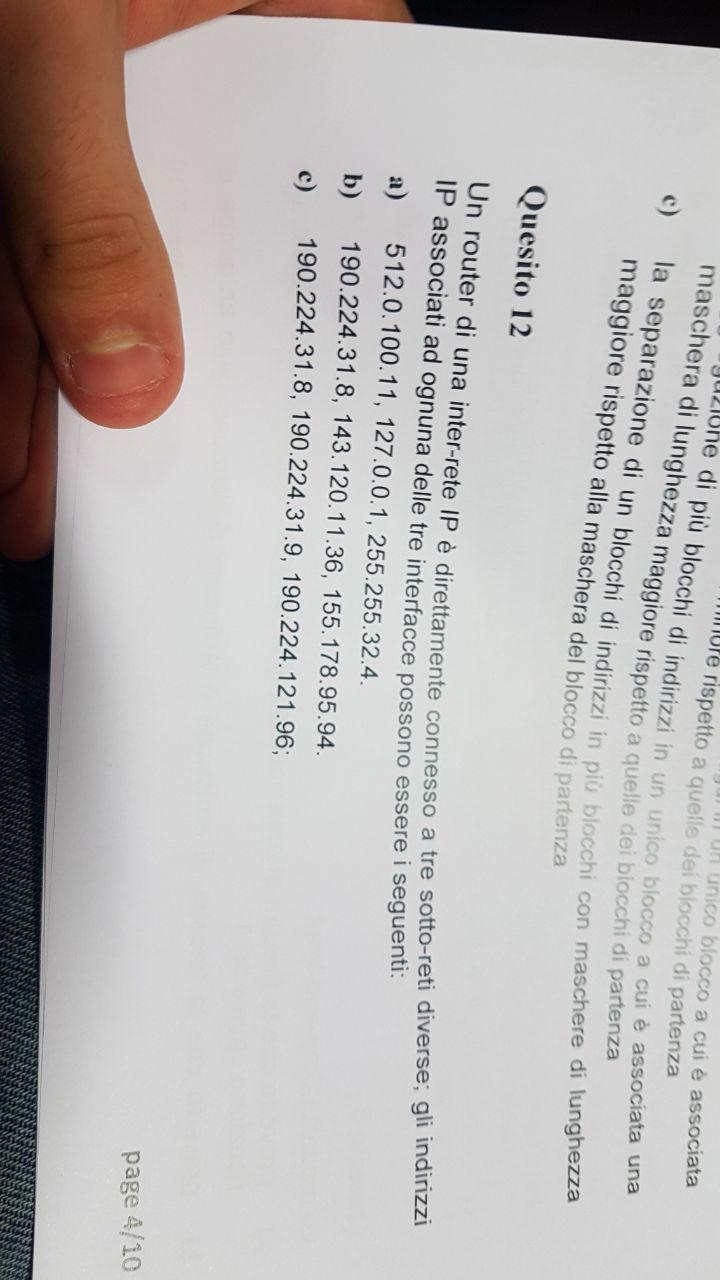 un unico blocco a cui è associata
rispetto a quelle dei blocchi di partenza
di più blocchi di indirizzi in un unico blocco a cui è associata una
maschera di lunghezza maggiore rispetto a quelle dei blocchi di partenza
c) la separazione di un blocchi di indirizzi in più blocchi con maschere di lunghezza
maggiore rispetto alla maschera del blocco di partenza
Quesito 12
Un router di una inter-rete IP è direttamente connesso a tre sotto-reti diverse; gli indirizzi
IP associati ad ognuna delle tre interfacce possono essere i seguenti:
a) 512.0.100.11, 127.0.0.1, 255.255.32.4.
b) 190.224.31.8, 143.120.11.36, 155.178.95.94.
c) 190.224.31.8, 190.224.31.9, 190.224.121.96;
page 4/10